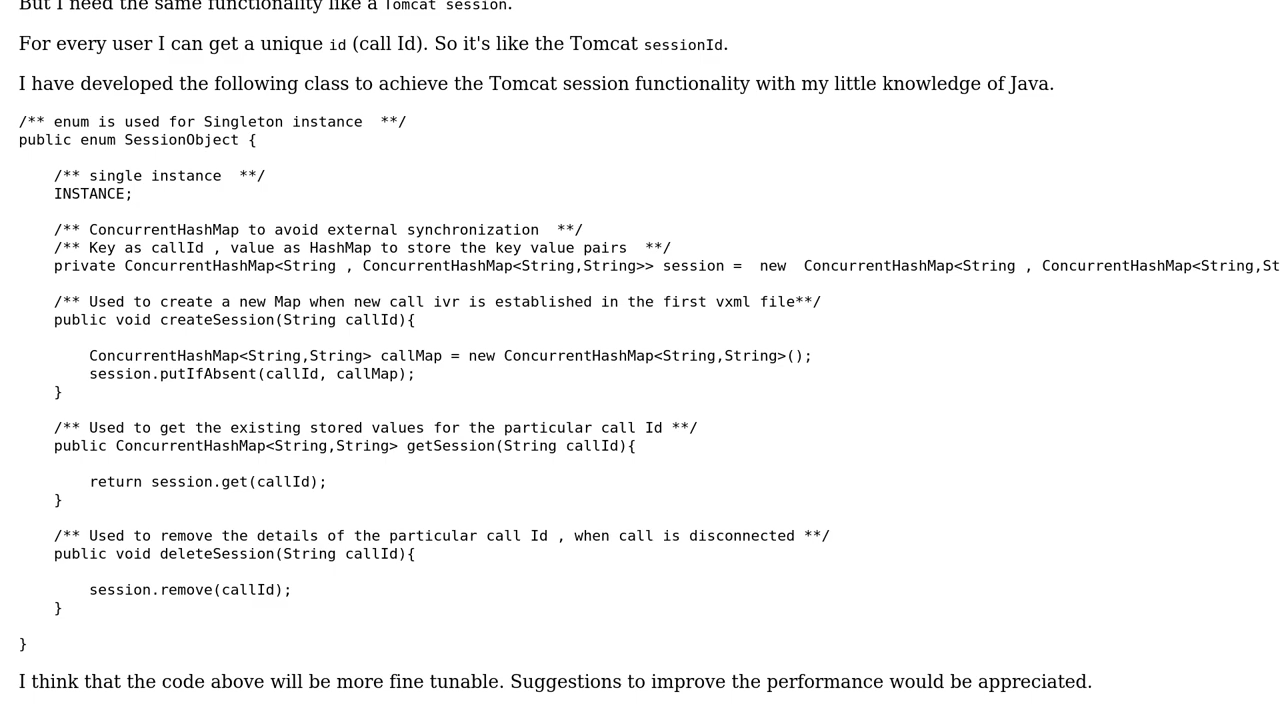 But I need the same functionality like a Tomcat session.
For every user I can get a unique id (call Id). So it's like the Tomcat sessionId.
I have developed the following class to achieve the Tomcat session functionality with my little knowledge of Java.
/** enum is used for Singleton instance  **/
public enum SessionObject {
    /** single instance  **/
    INSTANCE;
    /** ConcurrentHashMap to avoid external synchronization  **/
    /** Key as callId , value as HashMap to store the key value pairs  **/
    private ConcurrentHashMap<String , ConcurrentHashMap<String,String>> session =  new  ConcurrentHashMap<String , ConcurrentHashMap<String,St
    /** Used to create a new Map when new call ivr is established in the first vxml file**/
    public void createSession(String callId){
        ConcurrentHashMap<String,String> callMap = new ConcurrentHashMap<String,String>();
        session.putIfAbsent(callId, callMap);
    }
    /** Used to get the existing stored values for the particular call Id **/
    public ConcurrentHashMap<String,String> getSession(String callId){
        return session.get(callId);
    }
    /** Used to remove the details of the particular call Id , when call is disconnected **/
    public void deleteSession(String callId){
        session.remove(callId);
    }
}
I think that the code above will be more fine tunable. Suggestions to improve the performance would be appreciated.